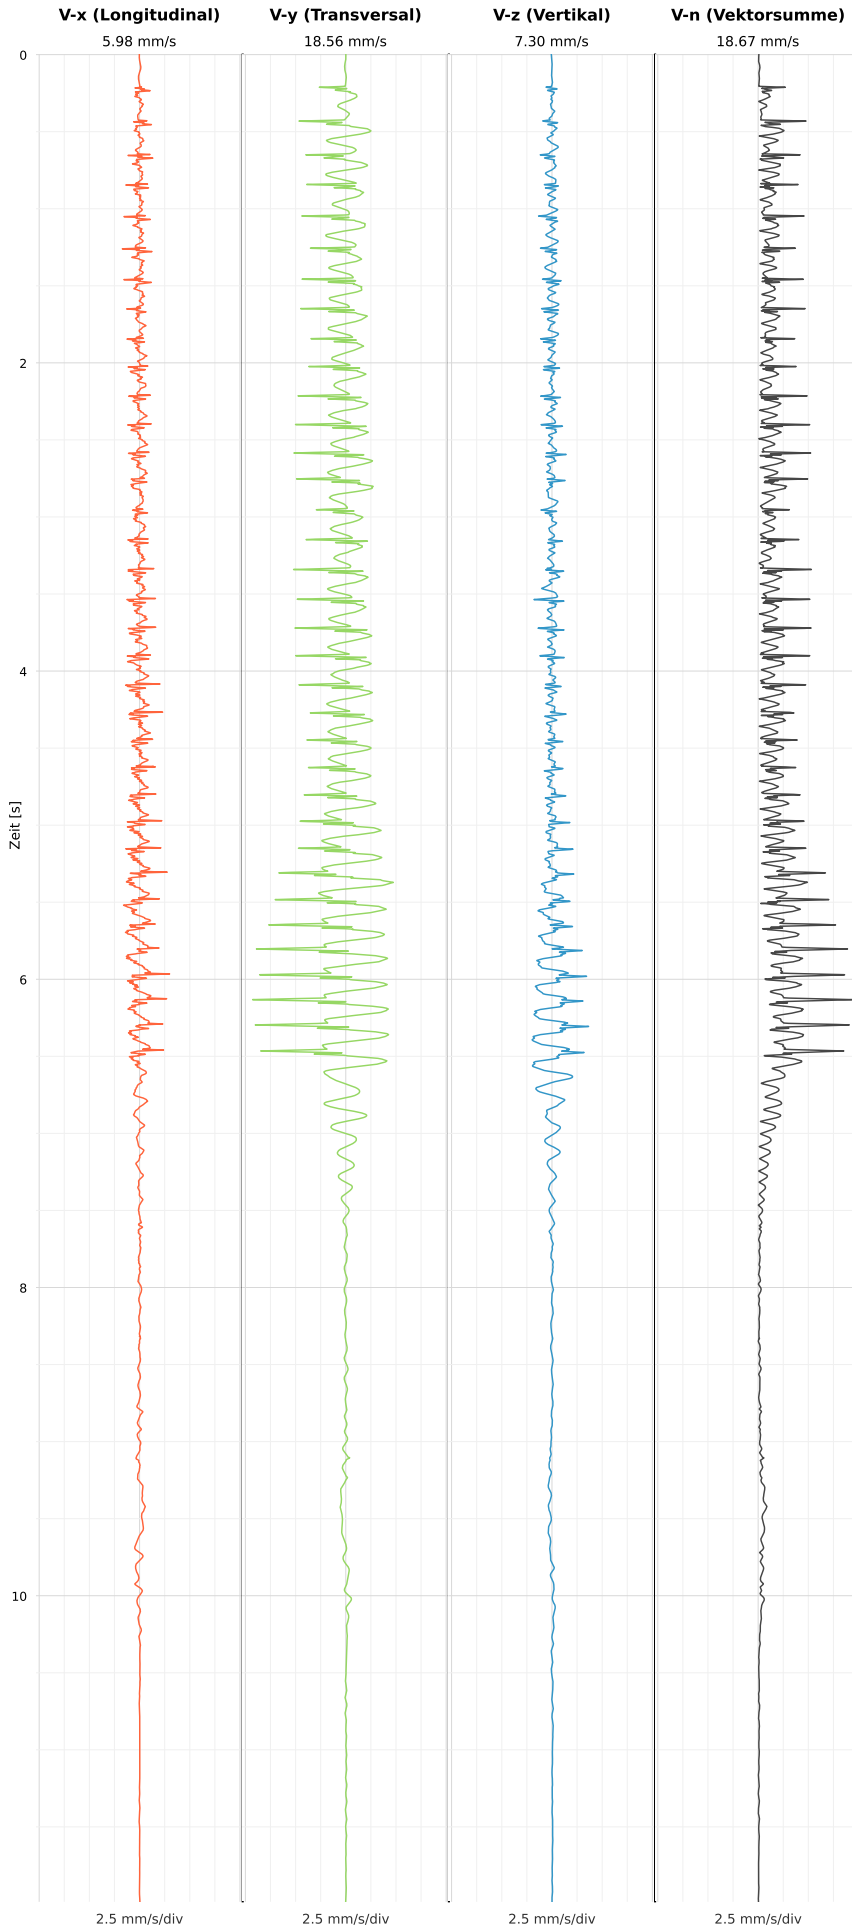 V-x (Longitudinal) V-y (Transversal) V-z (Vertikal) V-n (Vektorsumme)
5.98 mm/s 18.56 mm/s 7.30 mm/s 18.67 mm/s
0
2
4
Zeit [s]
6
8
10
2.5 mm/s/div 2.5 mm/s/div 2.5 mm/s/div 2.5 mm/s/div